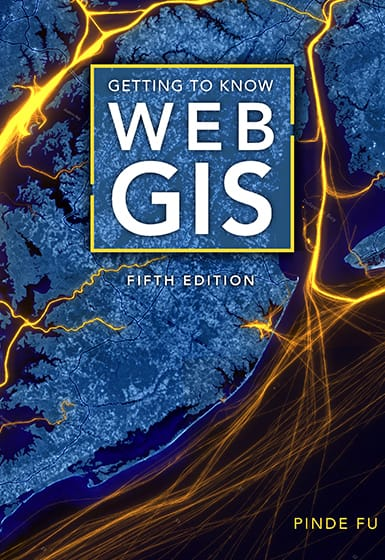 GETTING TO KNOW
WEB
GIS
FIFTH EDITION
PINDE FU